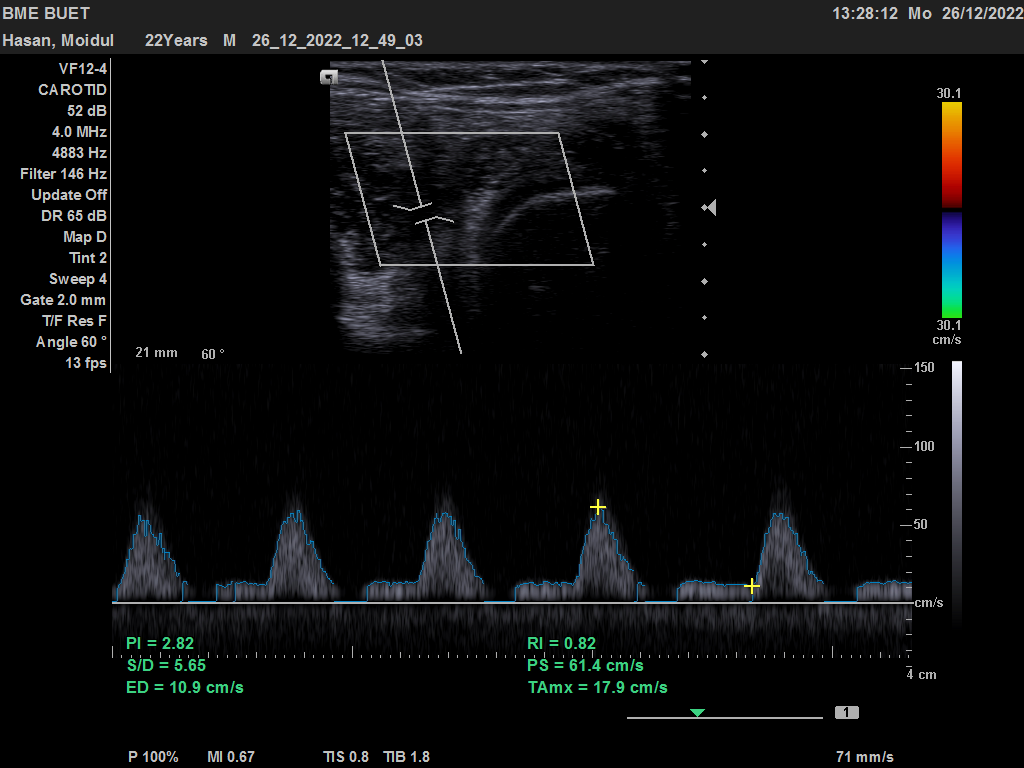 BME BUET
13:28:12 Mo 26/12/2022
Hasan, Moidul 22Years M 26_12_2022_12_49_03
VF12-4
CAROTID
52 dB
4.0 MHz
4883 Hz
Filter 146 Hz
Update Off
DR 65 dB
Map D
Tint 2
Sweep 4
Gate 2.0 mm
T/F Res F
Angle 60 °
13 fps
21 mm 60 °
30.1
30.1
cm/s
150
100
50
cm/s
4 cm
PI = 2.82
S/D = 5.65
ED = 10.9 cm/s
RI = 0.82
PS = 61.4 cm/s
TAmx = 17.9 cm/s
1
P 100% MI 0.67 TIS 0.8 TIB 1.8 71 mm/s